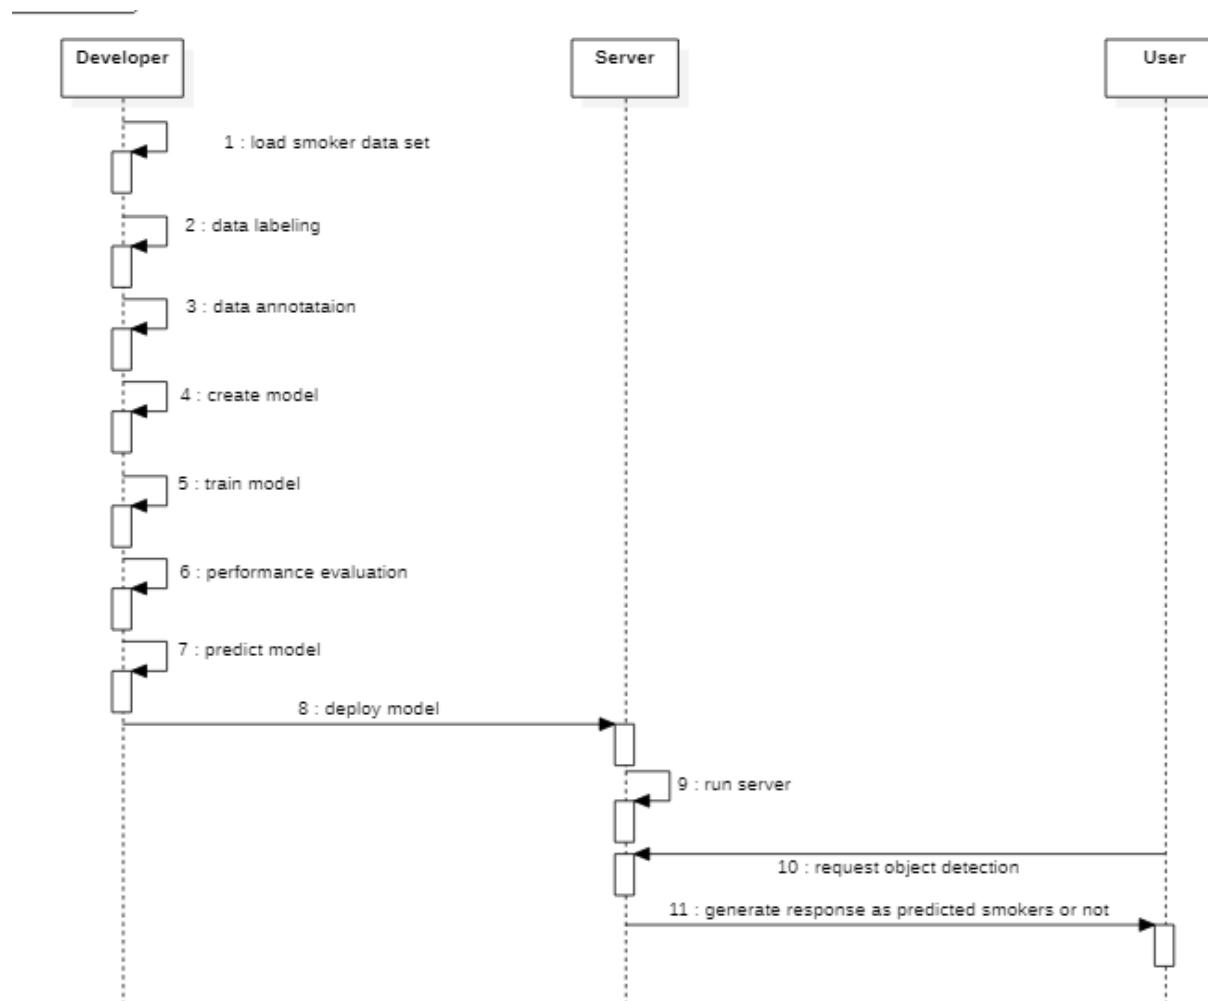 Developer
Server
User
1 : load smoker data set
2 : data labeling
3 : data annotataion
4 : create model
5 : train model
6 : performance evaluation
7 : predict model
8 : deploy model
9 : run server
10 : request object detection
11 : generate response as predicted smokers or not